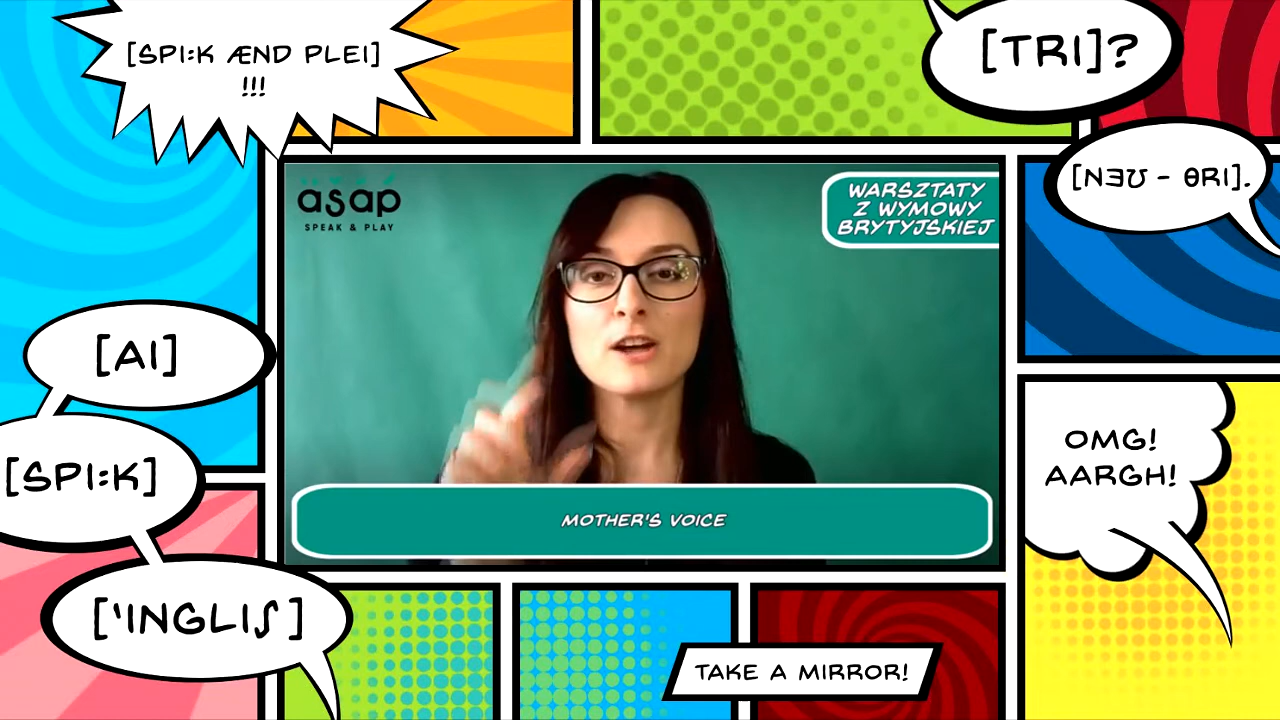 [SPI:K ÆND PLEI]
!!!
[TRI]?
[NƎƱ - θRI].
asap
SPEAK & PLAY
WARSZTATY
Z WYMOWY
BRYTYJSKIEJ
[AI]
[SPI:K]
['INGLIʃ]
OMG!
AARGH!
MOTHER'S VOICE
TAKE A MIRROR!